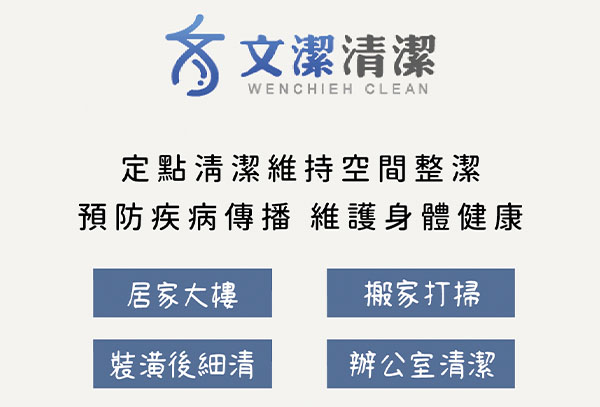 文潔清潔
WENCHIEH CLEAN
定點清潔維持空間整潔
預防疾病傳播 維護身體健康
居家大樓
搬家打掃
裝潢後細清
辦公室清潔